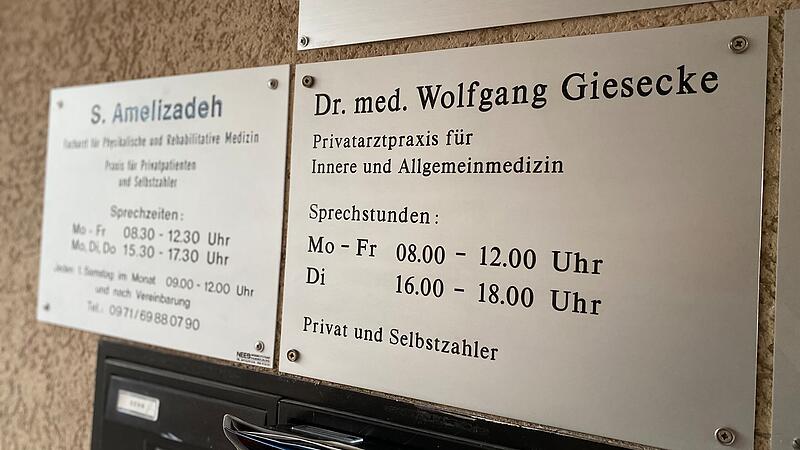 S. Amelizadeh
Facharzt für Physikalische und Rehabilitative Medizin
Praxis für Privatpatienten
und Selbstzahler
Sprechzeiten:
Mo - Fr 08.30 - 12.30 Uhr
Mo, Di, Do 15.30 - 17.30 Uhr
Jeden 1. Samstag im Monat 09.00 - 12.00 Uhr
und nach Vereinbarung
Tel.: 0971/69880790
NEES
Dr. med. Wolfgang Giesecke
Privatarztpraxis für
Innere und Allgemeinmedizin
Sprechstunden:
Mo - Fr 08.00 - 12.00 Uhr
Di 16.00 - 18.00 Uhr
Privat und Selbstzahler